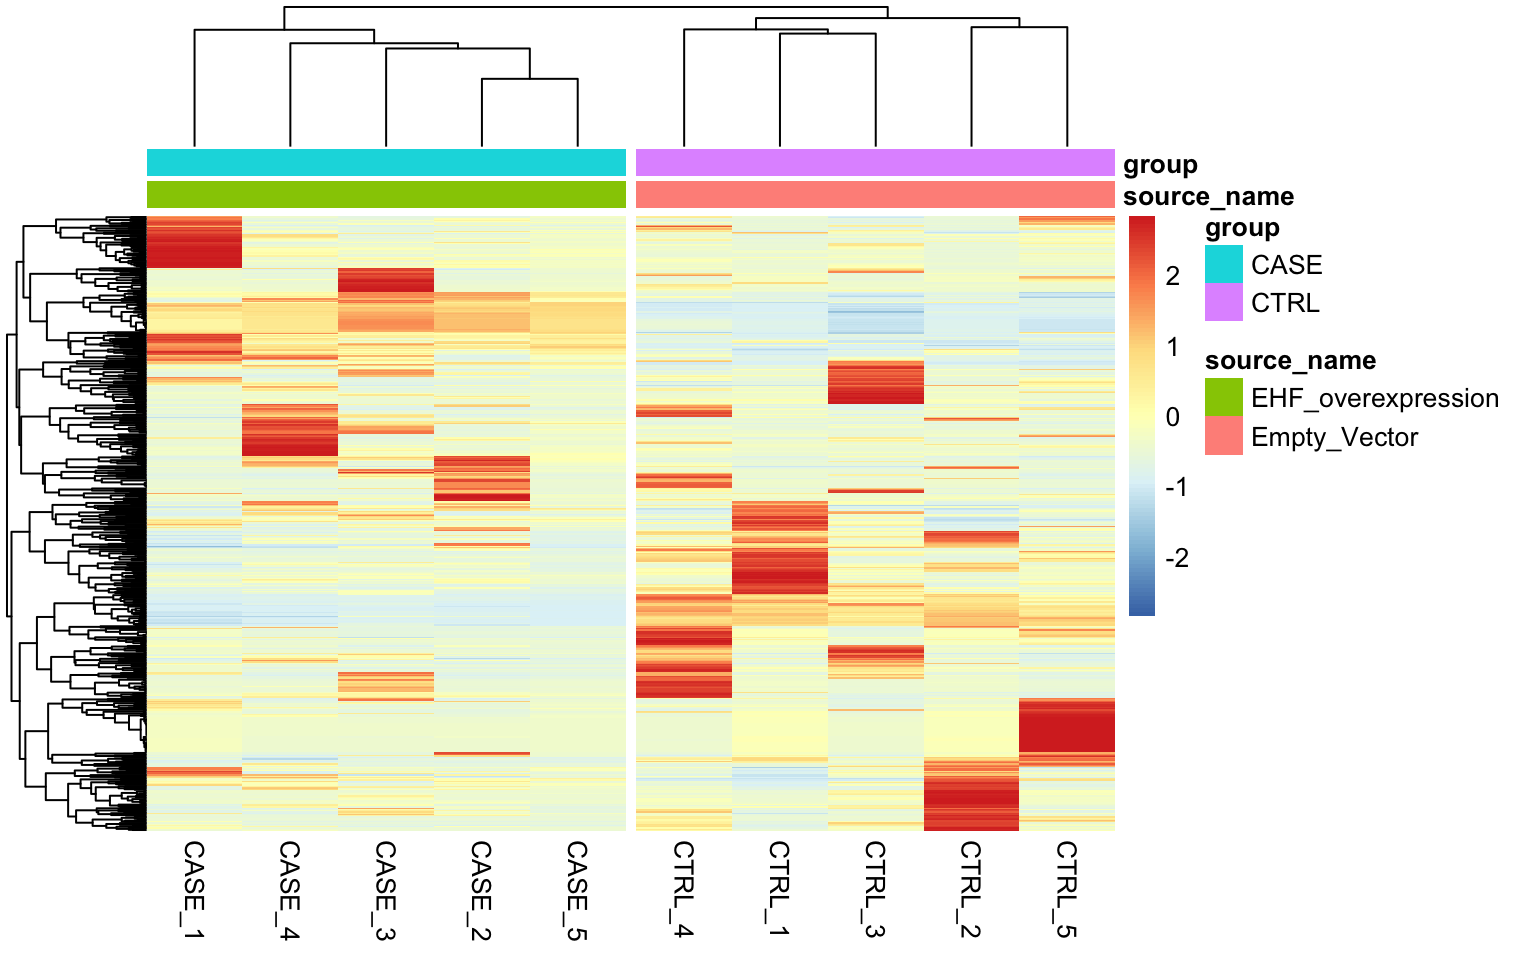 group
source_name
group
CASE
CTRL
source_name
EHF_overexpression
Empty_Vector
2
1
0
-1
-2
CASE_1
CASE_4
CASE_3
CASE_2
CASE_5
CTRL_4
CTRL_1
CTRL_3
CTRL_2
CTRL_5